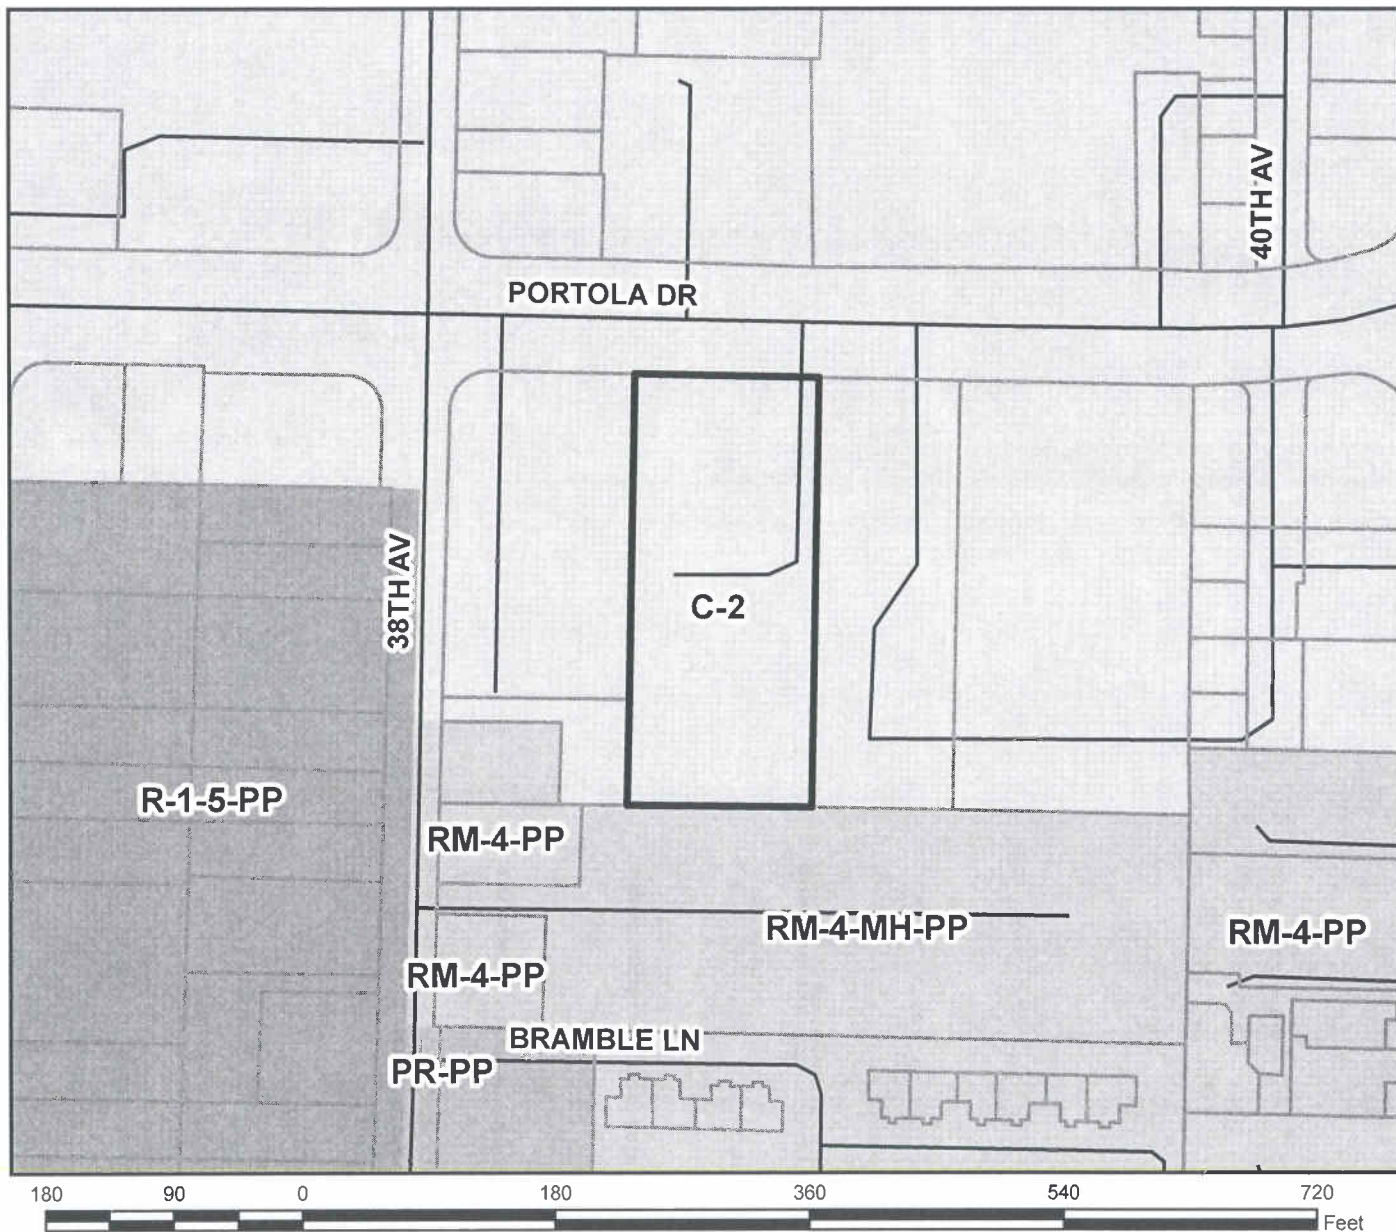 40TH AV
PORTOLA DR
38TH AV
C-2
R-1-5-PP
RM-4-PP
RM-4-MH-PP
RM-4-PP
RM-4-PP
BRAMBLE LN
PR-PP
180 90 0 180 360 540 720
Feet